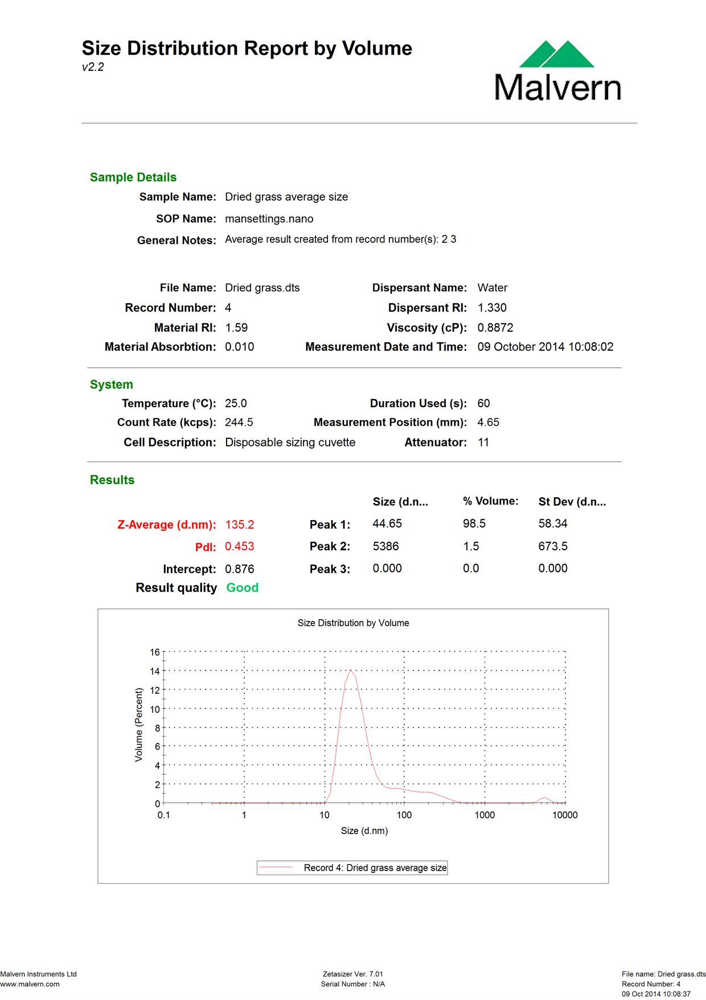 Size Distribution Report by Volume
v2.2
Malvern
Sample Details
Sample Name: Dried grass average size
SOP Name: mansettings.nano
General Notes: Average result created from record number(s): 2 3
File Name: Dried grass.dts Dispersant Name: Water
Record Number: 4 Dispersant RI: 1.330
Material RI: 1.59 Viscosity (cP): 0.8872
Material Absorbtion: 0.010 Measurement Date and Time: 09 October 2014 10:08:02
System
Temperature (°C): 25.0 Duration Used (s): 60
Count Rate (kcps): 244.5 Measurement Position (mm): 4.65
Cell Description: Disposable sizing cuvette Attenuator: 11
Results
Size (d.n... % Volume: St Dev (d.n...
Z-Average (d.nm): 135.2 Peak 1: 44.65 98.5 58.34
PdI: 0.453 Peak 2: 5386 1.5 673.5
Intercept: 0.876 Peak 3: 0.000 0.0 0.000
Result quality Good
Size Distribution by Volume
16
14
12
10
8
6
4
2
0
Volume (Percent)
0.1 1 10 100 1000 10000
Size (d.nm)
Record 4: Dried grass average size
Malvern Instruments Ltd Zetasizer Ver. 7.01 File name: Dried grass.dts
www.malvern.com Serial Number : N/A Record Number: 4
09 Oct 2014 10:08:37